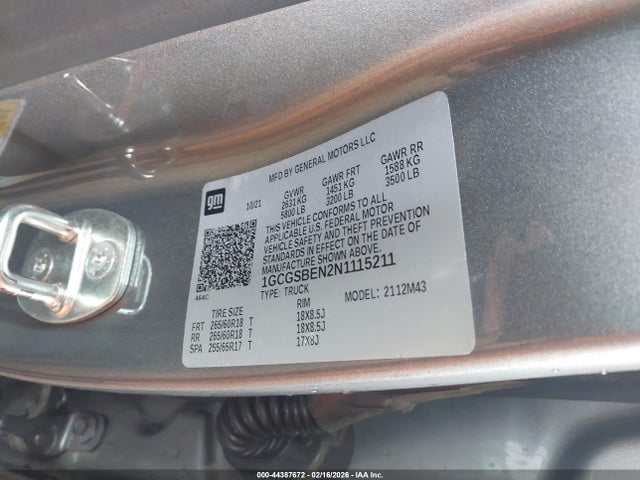 MFD BY GENERAL MOTORS LLC
gm
10/21
GVWR GAWR FRT GAWR RR
2631 KG 1451 KG 1588 KG
5800 LB 3200 LB 3500 LB
THIS VEHICLE CONFORMS TO ALL
APPLICABLE U.S. FEDERAL MOTOR
VEHICLE SAFETY AND THEFT PREVENTION
STANDARDS IN EFFECT ON THE DATE OF
MANUFACTURE SHOWN ABOVE.
1GCGSBEN2N1115211
TYPE: TRUCK MODEL: 2112M43
464C
TIRE SIZE RIM
FRT 265/60R18 T 18X8.5J
RR 265/60R18 T 18X8.5J
SPA 255/65R17 T 17X8J
000-44387672 - 02/16/2026 - IAA Inc.